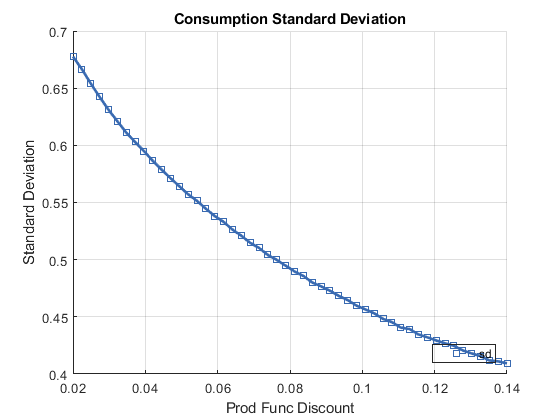 Consumption Standard Deviation
0.7
0.65
0.6
0.55
0.5
0.45
0.4
Standard Deviation
sd
0.02 0.04 0.06 0.08 0.1 0.12 0.14
Prod Func Discount